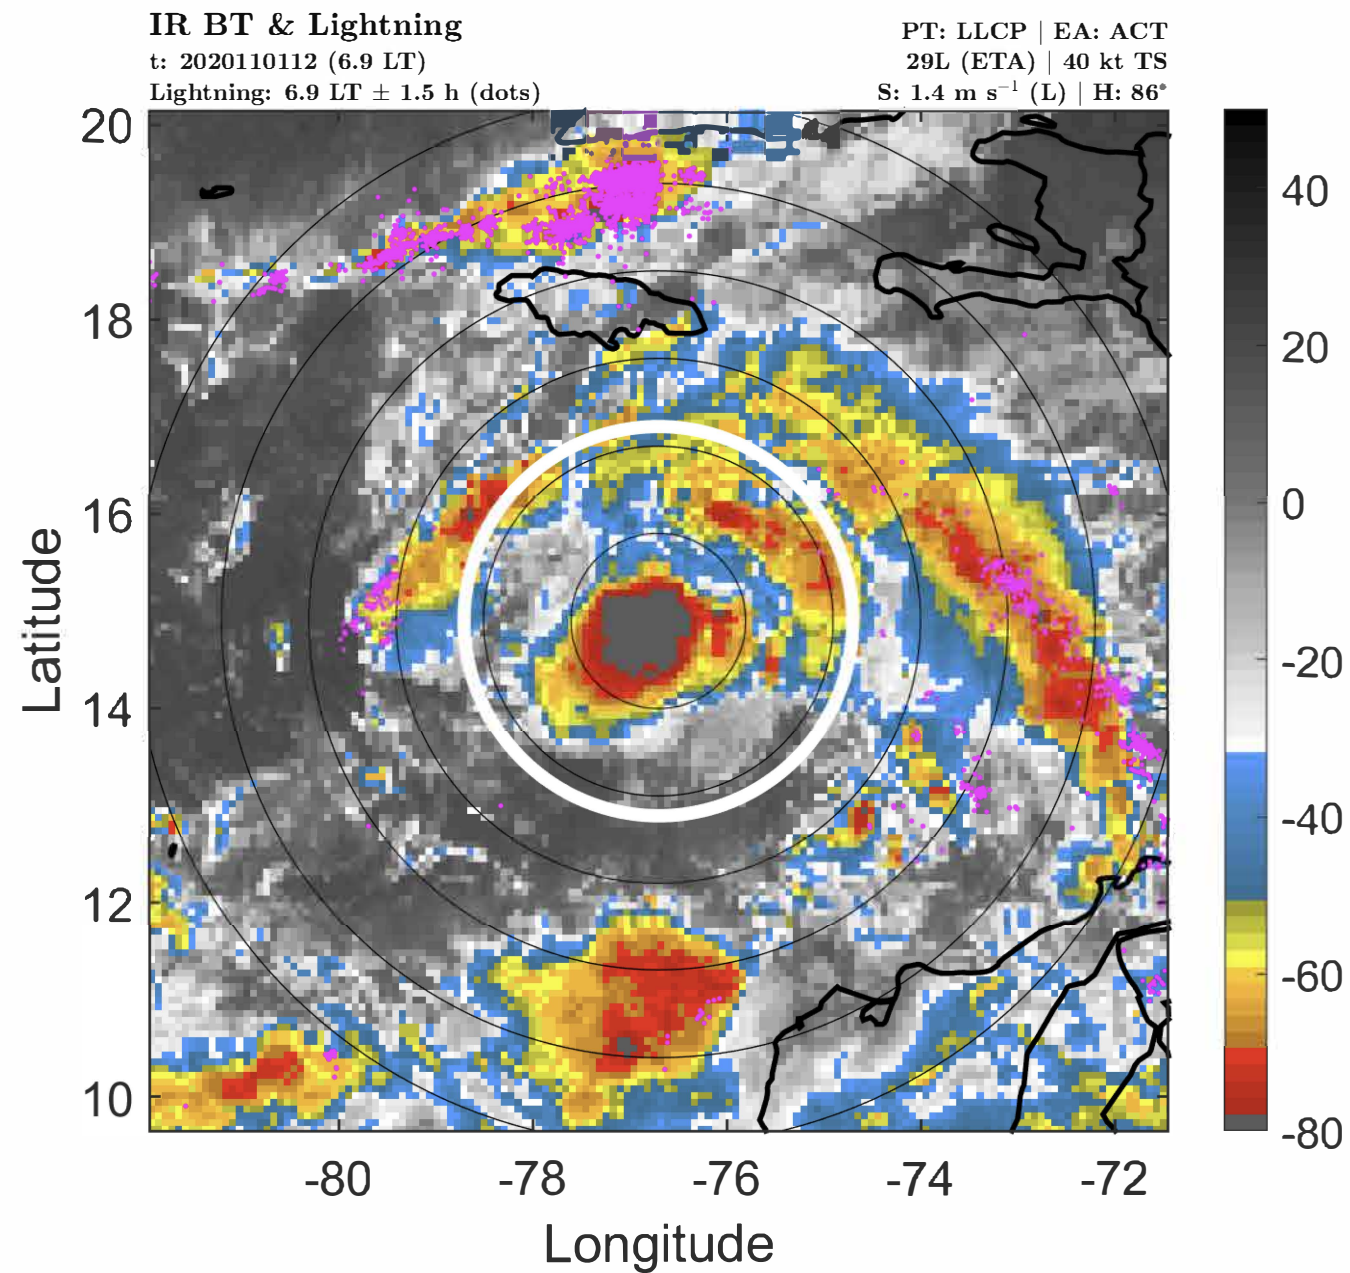 IR BT & Lightning
t: 2020110112 (6.9 LT)
Lightning: 6.9 LT ± 1.5 h (dots)
PT: LLCP | EA: ACT
29L (ETA) | 40 kt TS
S: 1.4 m s⁻¹ (L) | H: 86°
20
18
16
14
12
10
Latitude
-80
-78
-76
-74
-72
Longitude
40
20
0
-20
-40
-60
-80